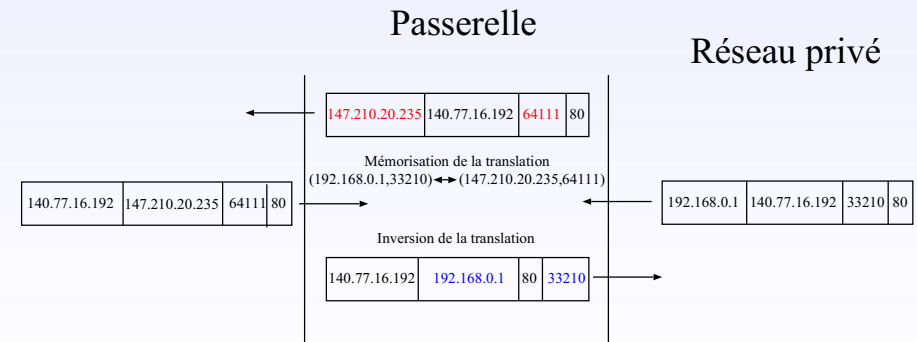 Passerelle
Réseau privé
147.210.20.235 140.77.16.192 64111 80
Mémorisation de la translation
(192.168.0.1,33210) (147.210.20.235,64111)
140.77.16.192 147.210.20.235 64111 80
192.168.0.1 140.77.16.192 33210 80
Inversion de la translation
140.77.16.192 192.168.0.1 80 33210